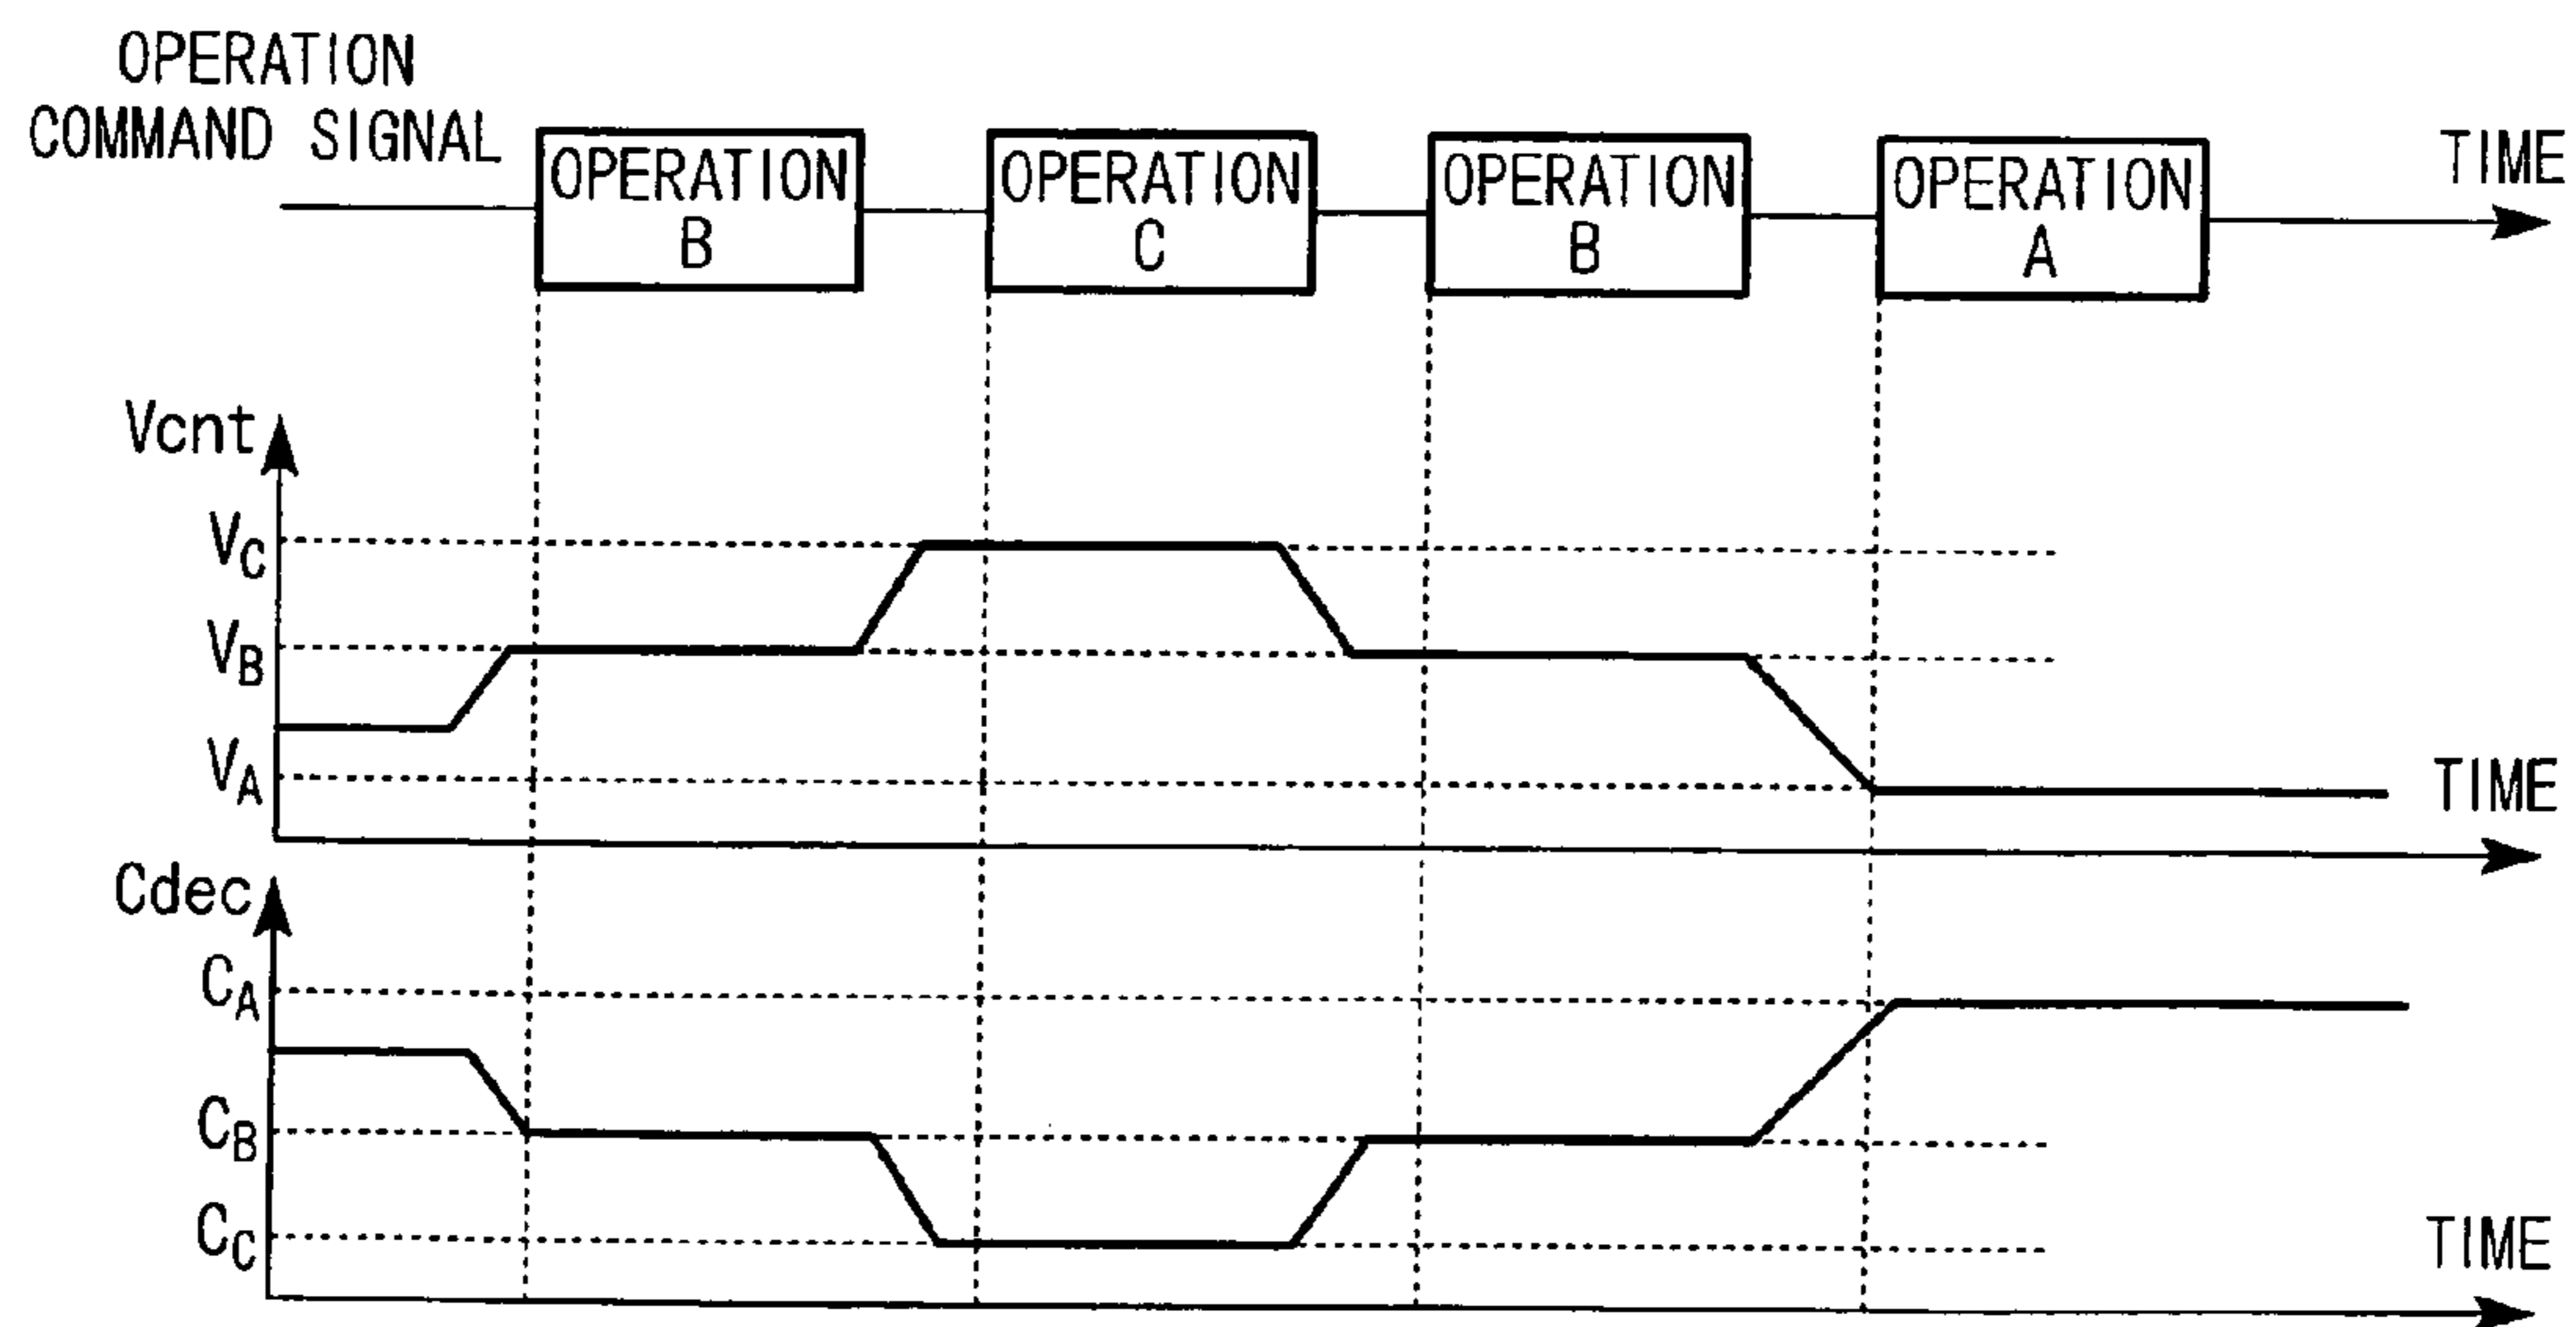 OPERATION
COMMAND SIGNAL
OPERATION
B
OPERATION
C
OPERATION
B
OPERATION
A
TIME
Vcnt
VC
VB
VA
TIME
Cdec
CA
CB
CC
TIME